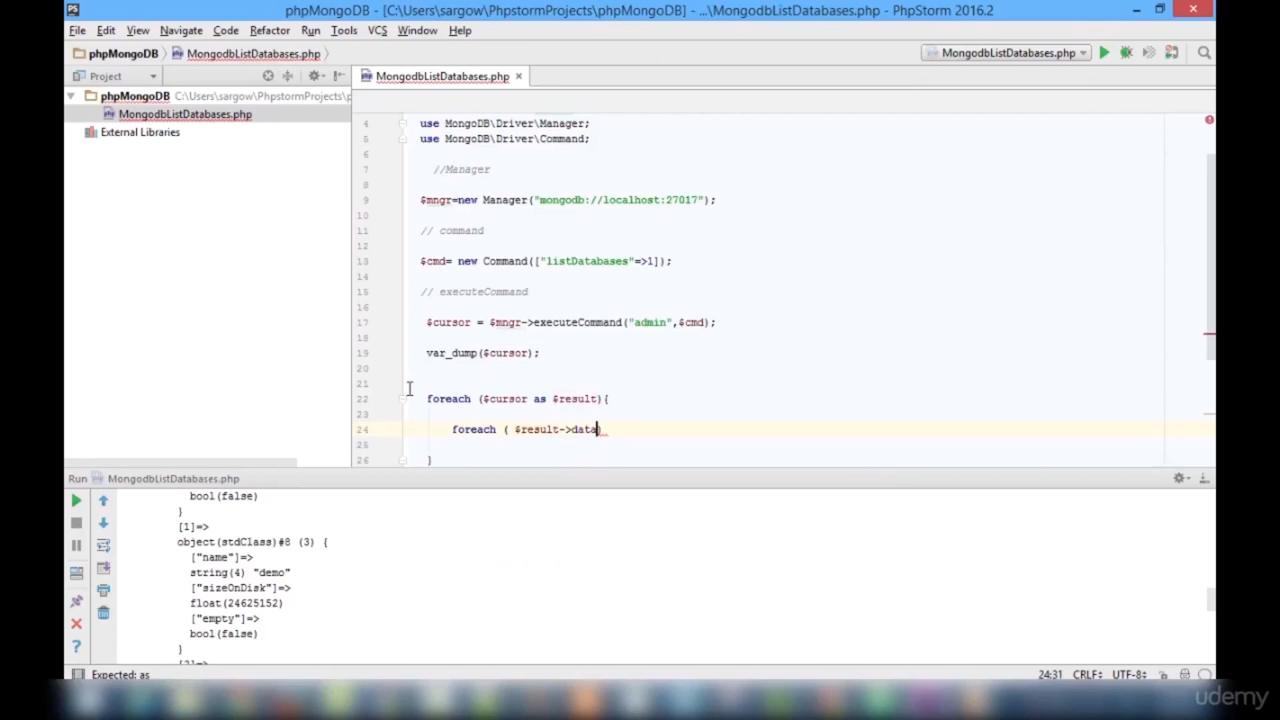 phpMongoDB - [C:\Users\sargow\PhpstormProjects\phpMongoDB] - ...\MongodbListDatabases.php - PhpStorm 2016.2
File Edit View Navigate Code Refactor Run Tools VCS Window Help
phpMongoDB MongodbListDatabases.php MongodbListDatabases.php
Project MongodbListDatabases.php
phpMongoDB C:\Users\sargow\PhpstormProjects\p
MongodbListDatabases.php
External Libraries
4 use MongoDB\Driver\Manager;
5 use MongoDB\Driver\Command;
6
7 //Manager
8
9 $mngr=new Manager("mongodb://localhost:27017");
10
11 // command
12
13 $cmd= new Command(["listDatabases"=>1]);
14
15 // executeCommand
16
17 $cursor = $mngr->executeCommand("admin",$cmd);
18
19 var_dump($cursor);
20
21
22 foreach ($cursor as $result){
23
24 foreach ( $result->data)
25
26 }
Run MongodbListDatabases.php
bool(false)
}
[1]=>
object(stdClass)#8 (3) {
["name"]=>
string(4) "demo"
["sizeOnDisk"]=>
float(24625152)
["empty"]=>
bool(false)
}
Expected: as 24:31 CRLF÷ UTF-8÷
udemy